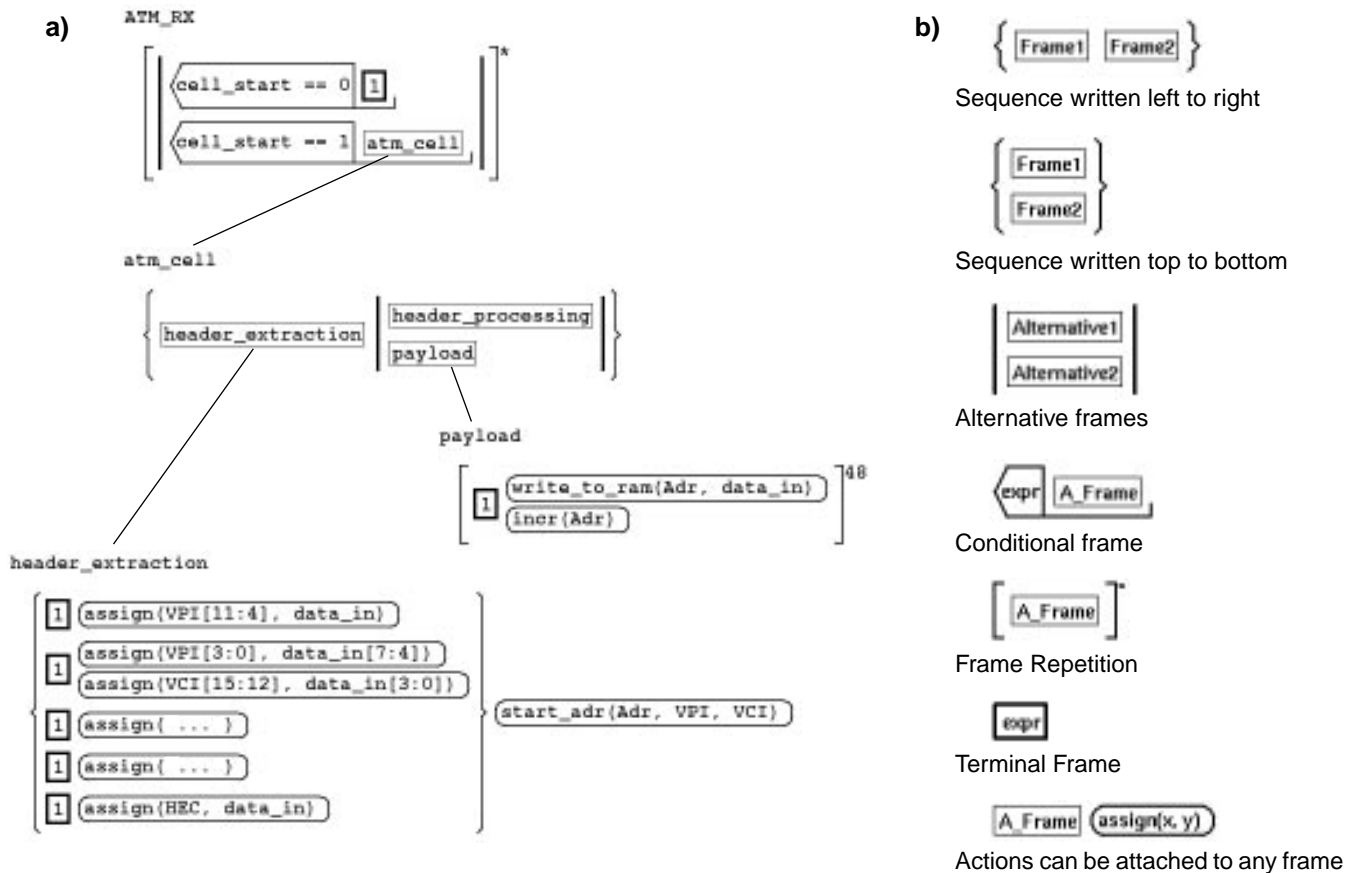 a)
ATM_RX
*
cell_start == 0 1
cell_start == 1 atm_cell
atm_cell
header_extraction
header_processing
payload
payload
48
1 write_to_ram(Adr, data_in)
incr(Adr)
header_extraction
1 assign(VPI[11:4], data_in)
1 assign(VPI[3:0], data_in[7:4])
assign(VCI[15:12], data_in[3:0])
1 assign( ... )
1 assign( ... )
1 assign(HEC, data_in)
start_adr(Adr, VPI, VCI)
b)
Frame1 Frame2
Sequence written left to right
Frame1
Frame2
Sequence written top to bottom
Alternative1
Alternative2
Alternative frames
expr A_Frame
Conditional frame
A_Frame *
Frame Repetition
expr
Terminal Frame
A_Frame assign(x, y)
Actions can be attached to any frame